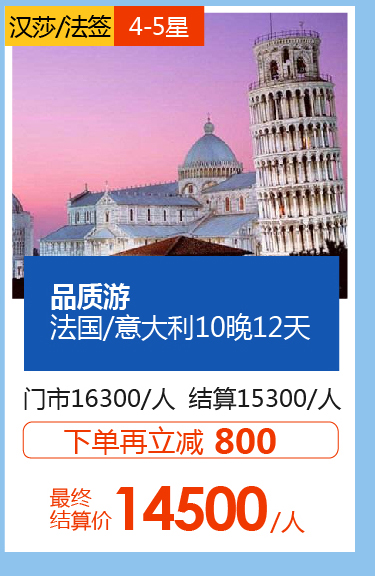 汉莎/法签 4-5星
品质游
法国/意大利10晚12天
门市16300/人 结算15300/人
下单再立减 800
最终
结算价 14500/人